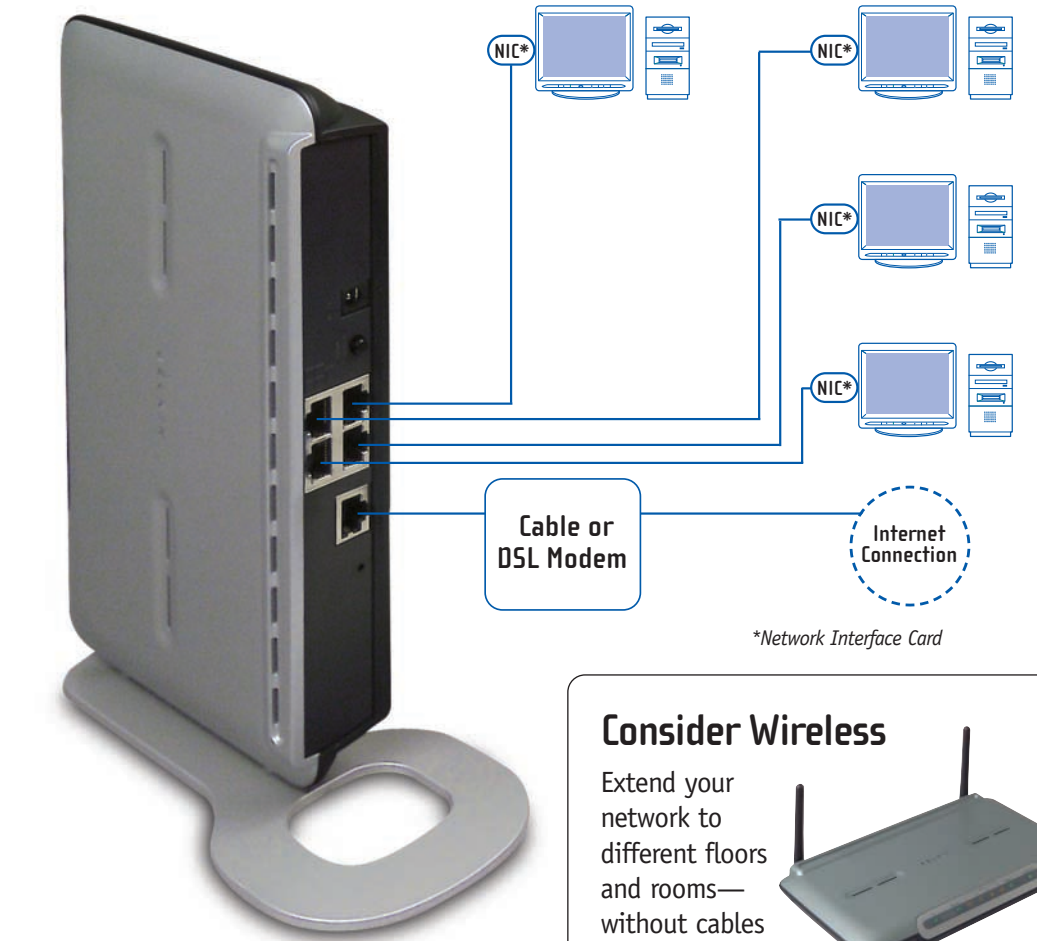 NIC*
NIC*
NIC*
NIC*
Cable or
DSL Modem
Internet
Connection
*Network Interface Card
Consider Wireless
Extend your
network to
different floors
and rooms—
without cables